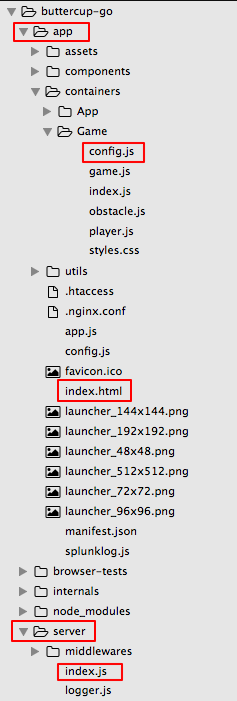 buttercup-go
app
assets
components
containers
App
Game
config.js
game.js
index.js
obstacle.js
player.js
styles.css
utils
.htaccess
.nginx.conf
app.js
config.js
favicon.ico
index.html
launcher_144x144.png
launcher_192x192.png
launcher_48x48.png
launcher_512x512.png
launcher_72x72.png
launcher_96x96.png
manifest.json
splunklog.js
browser-tests
internals
node_modules
server
middlewares
index.js
logger.js